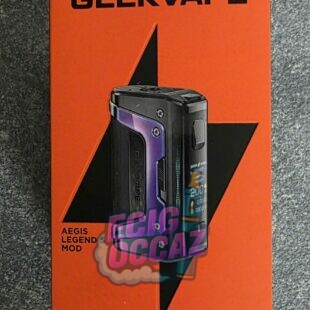 GEEKVAPE
ECIG
OCCAZ
AEGIS
LEGEND
MOD